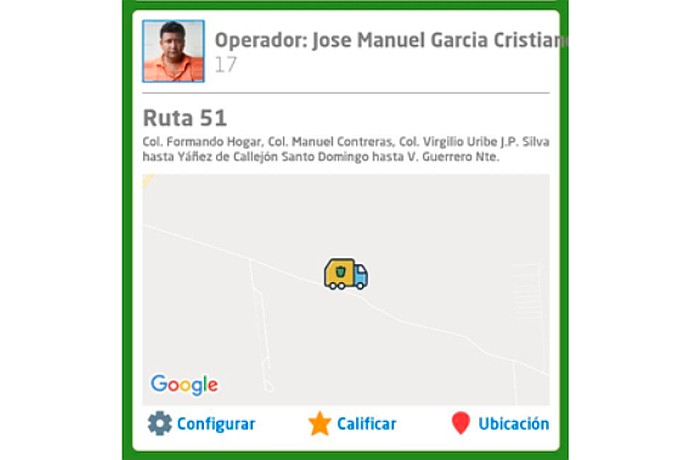 Operador: Jose Manuel Garcia Cristiano
17
Ruta 51
Col. Formando Hogar, Col. Manuel Contreras, Col. Virgilio Uribe J.P. Silva
hasta Yáñez de Callejón Santo Domingo hasta V. Guerrero Nte.
Google
Configurar
Calificar
Ubicación